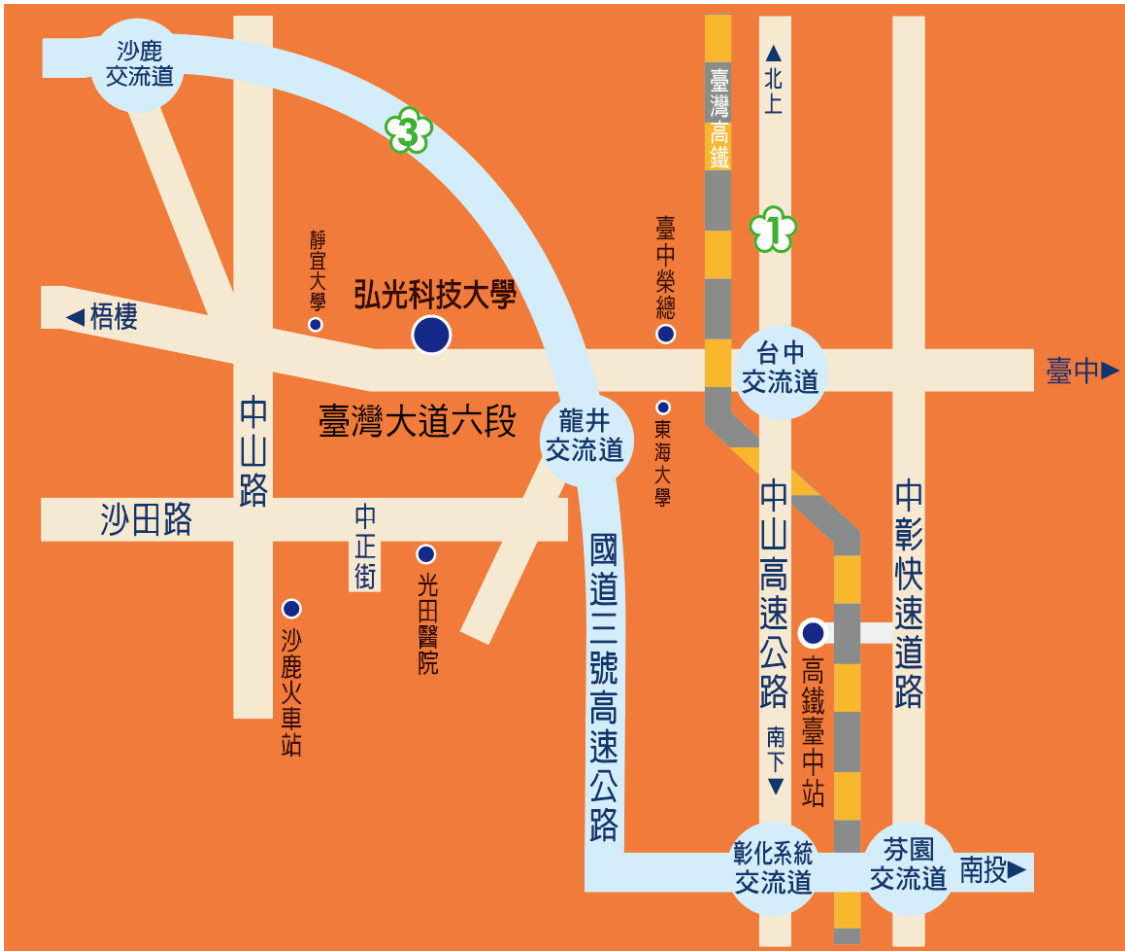 沙鹿
交流道
3
臺灣高鐵
▲北上
1
靜宜大學
弘光科技大學
臺中榮總
◀梧棲
台中
交流道
臺中▶
中山路
臺灣大道六段
龍井
交流道
東海大學
沙田路
中正街
光田醫院
沙鹿火車站
國道三號高速公路
中山高速公路
中彰快速道路
高鐵臺中站
南下▼
彰化系統
交流道
芬園
交流道
南投▶